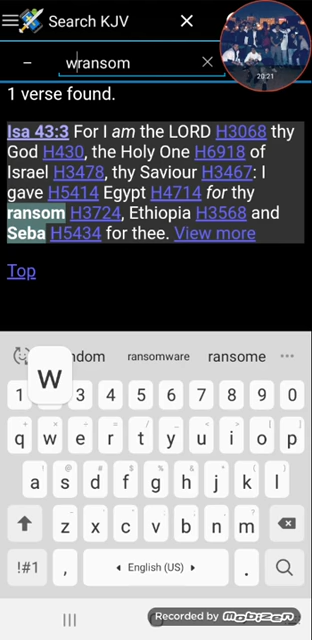 Search KJV
–
wransom
20:21
1 verse found.
Isa 43:3 For I am the LORD H3068 thy
God H430, the Holy One H6918 of
Israel H3478, thy Saviour H3467: I
gave H5414 Egypt H4714 for thy
ransom H3724, Ethiopia H3568 and
Seba H5434 for thee. View more
Top
ndom ransomware ransome
w
1 3 4 5 6 7 8 9 0
q w e r t y u i o p
a s d f g h j k l
z x c v b n m
!#1 , English (US) .
Recorded by mobizen